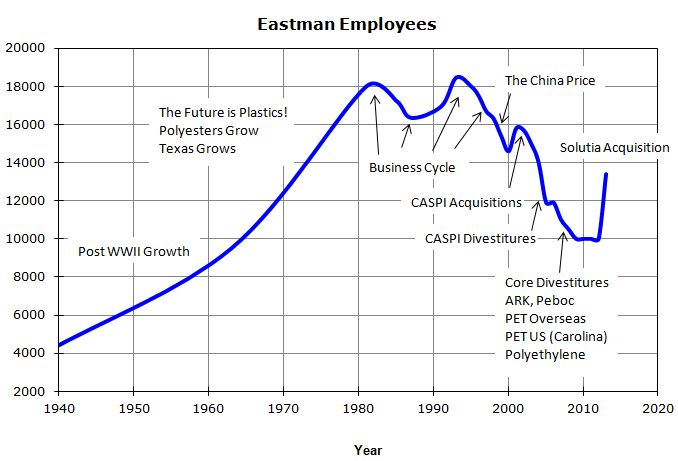 Eastman Employees
20000
18000
16000
14000
12000
10000
8000
6000
4000
2000
The China Price
The Future is Plastics!
Polyesters Grow
Texas Grows
Solutia Acquisition
Business Cycle
CASPI Acquisitions
CASPI Divestitures
Post WWII Growth
Core Divestitures
ARK, Peboc
PET Overseas
PET US (Carolina)
Polyethylene
1940 1950 1960 1970 1980 1990 2000 2010 2020
Year